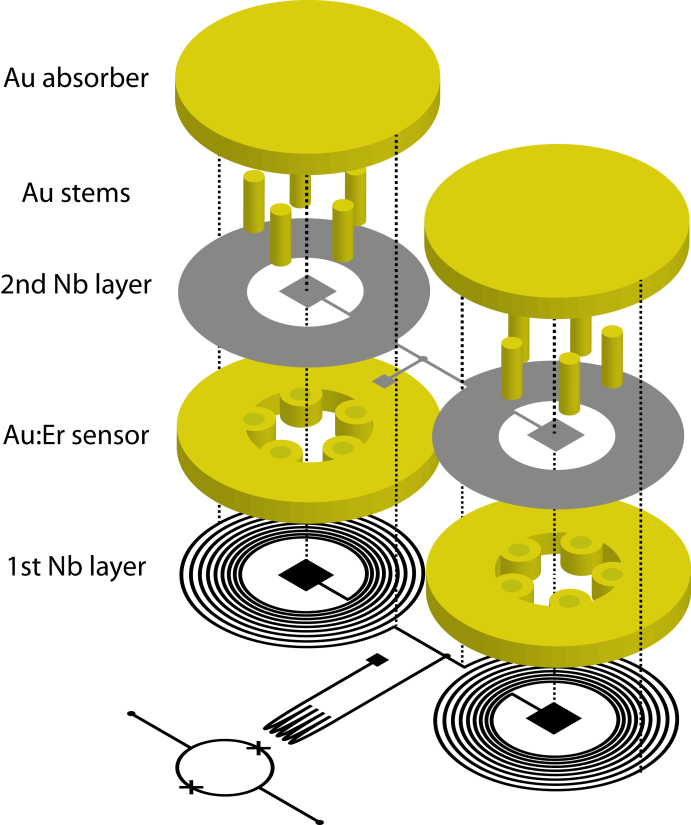 Au absorber
Au stems
2nd Nb layer
Au:Er sensor
1st Nb layer